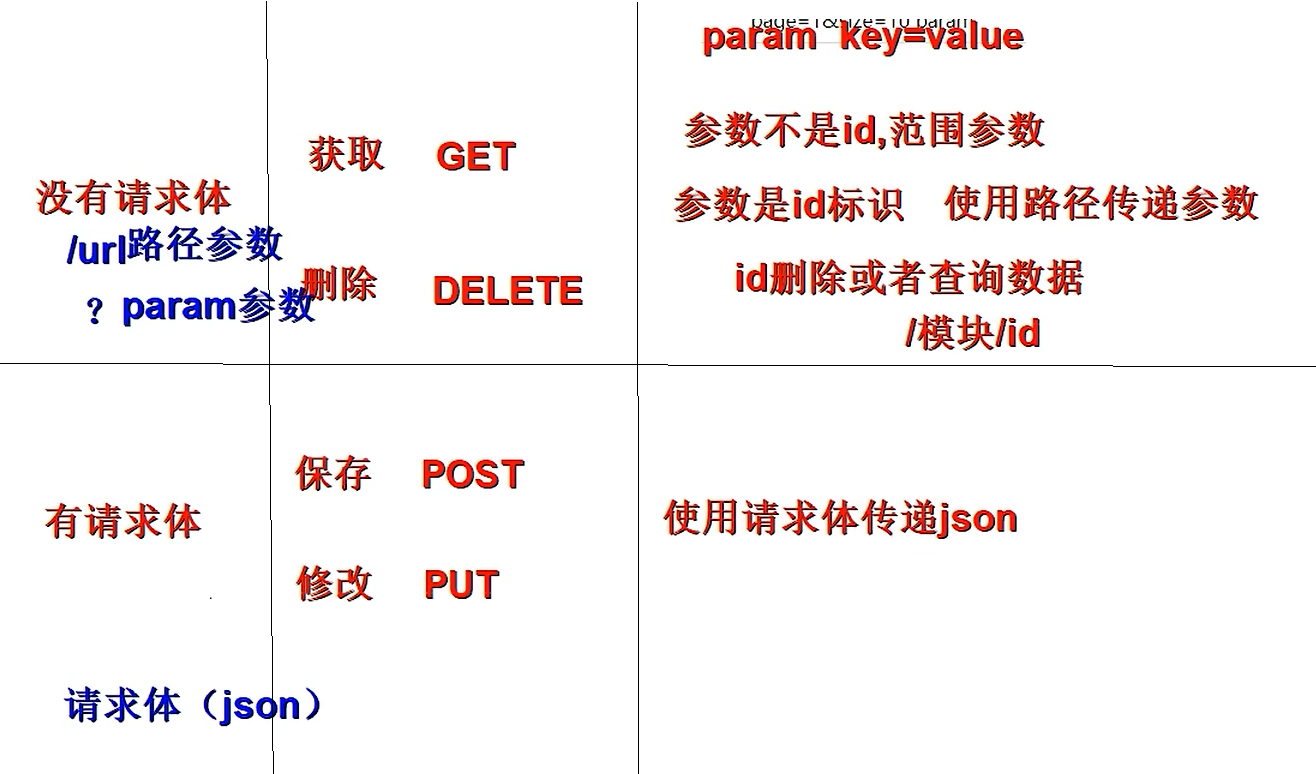 page=1&size=10 param
param key=value
参数不是id,范围参数
获取 GET
没有请求体
参数是id标识 使用路径传递参数
/url路径参数
id删除或者查询数据
删除 DELETE
? param参数
/模块/id
保存 POST
有请求体
使用请求体传递json
修改 PUT
请求体（json）